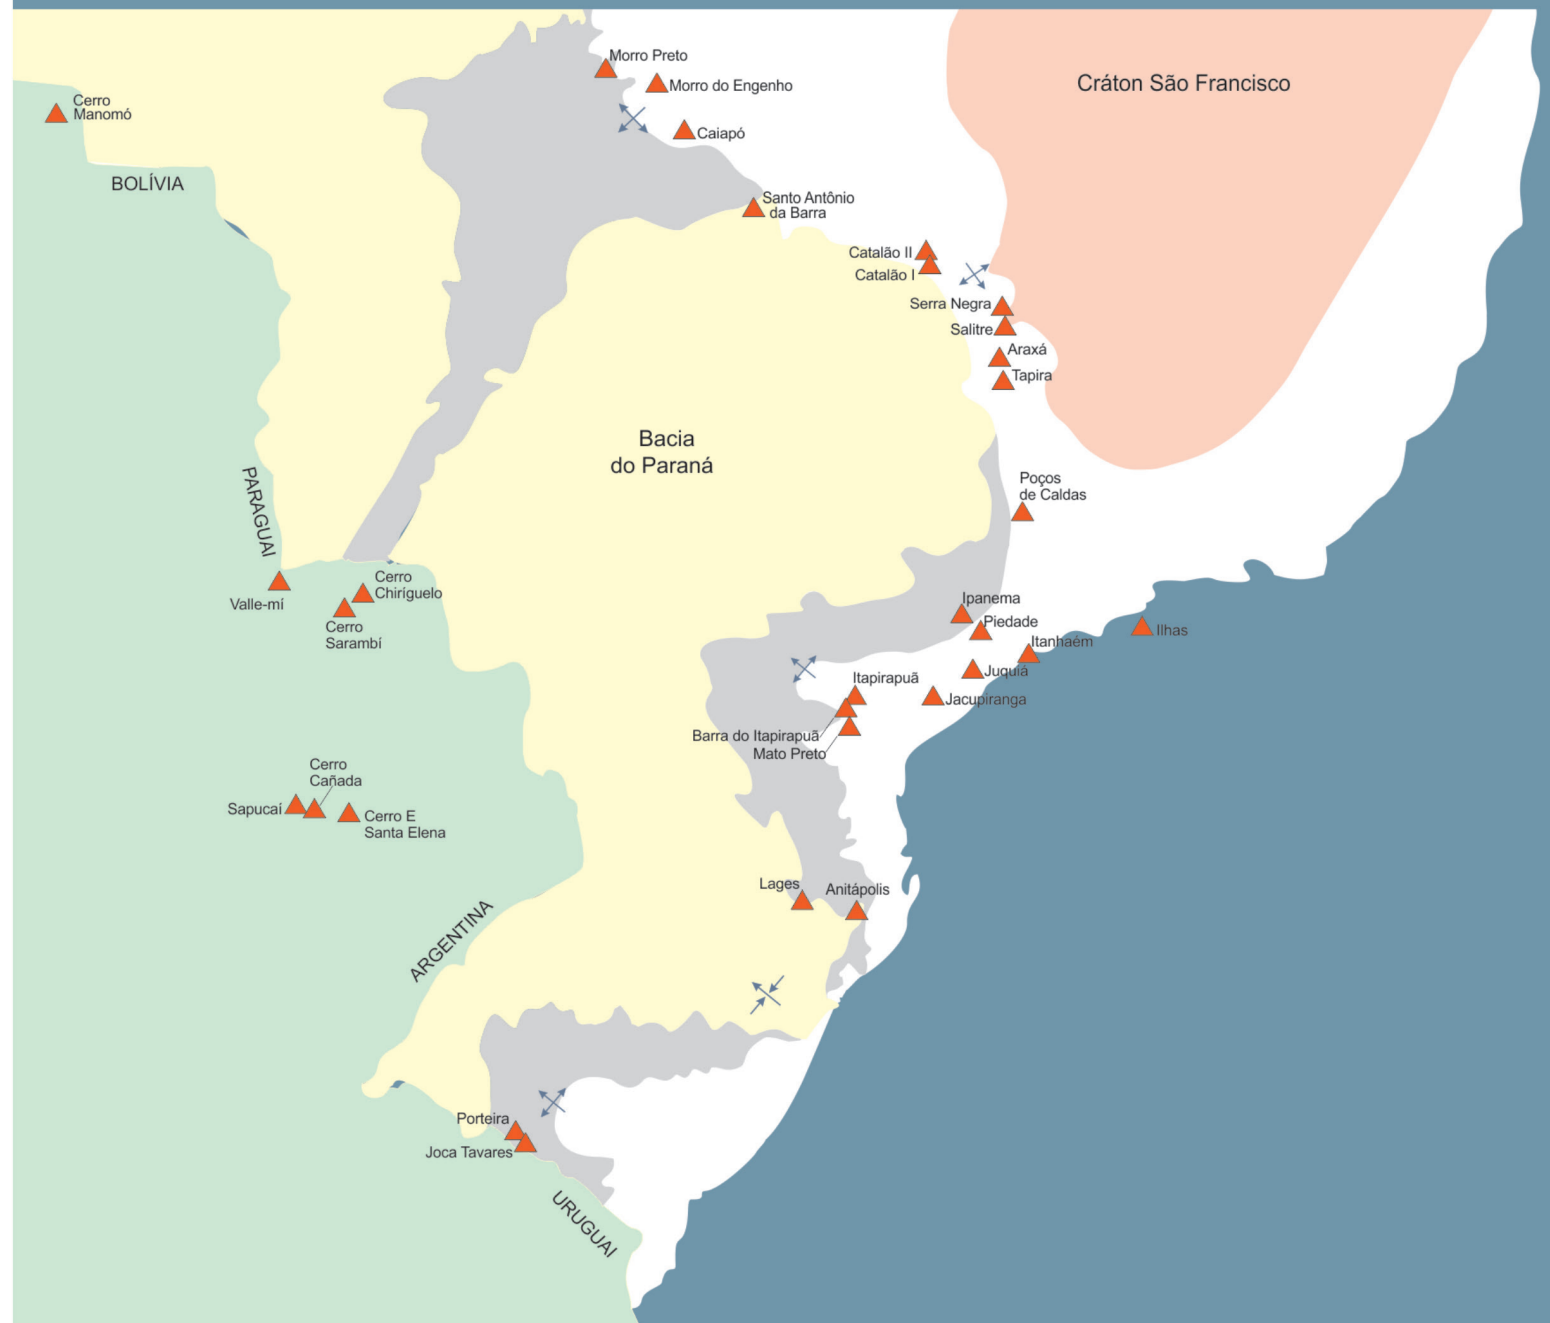 Morro Preto
Cráton São Francisco
Morro do Engenho
Cerro
Manomó
Caiapó
BOLÍVIA
Santo Antônio
da Barra
Catalão II
Catalão I
Serra Negra
Salitre
Araxá
Tapira
Bacia
do Paraná
PARAGUAI
Poços
de Caldas
Cerro
Chiríguelo
Valle-mí
Cerro
Sarambí
Ipanema
Piedade
Ilhas
Itanhaém
Juquiá
Itapirapuã
Jacupiranga
Barra do Itapirapuã
Mato Preto
Cerro
Cañada
Sapucaí
Cerro E
Santa Elena
Lages
Anitápolis
ARGENTINA
Porteira
Joca Tavares
URUGUAI